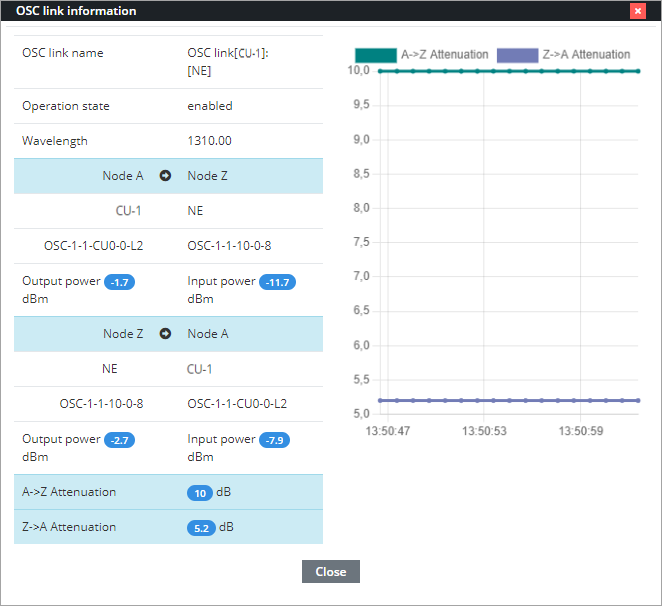 OSC link information
OSC link name OSC link[CU-1]:
[NE]
Operation state enabled
Wavelength 1310.00
Node A Node Z
CU-1 NE
OSC-1-1-CU0-0-L2 OSC-1-1-10-0-8
Output power -1.7 Input power -11.7
dBm dBm
Node Z Node A
NE CU-1
OSC-1-1-10-0-8 OSC-1-1-CU0-0-L2
Output power -2.7 Input power -7.9
dBm dBm
A->Z Attenuation 10 dB
Z->A Attenuation 5.2 dB
A->Z Attenuation Z->A Attenuation
10,0
9,5
9,0
8,5
8,0
7,5
7,0
6,5
6,0
5,5
5,0
13:50:47 13:50:53 13:50:59
Close